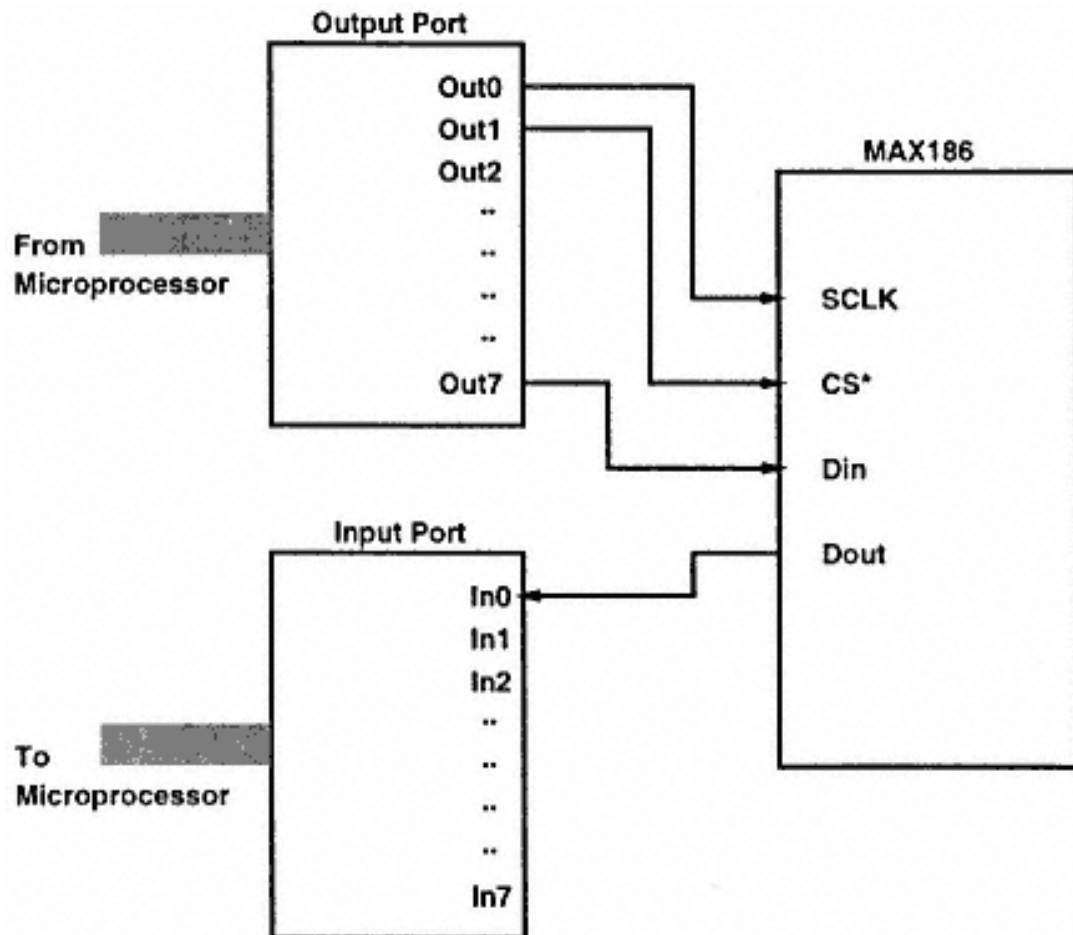 Output Port
Out0
Out1
Out2
..
..
..
..
Out7
From
Microprocessor
MAX186
SCLK
CS*
Din
Dout
Input Port
In0
In1
In2
..
..
..
..
In7
To
Microprocessor